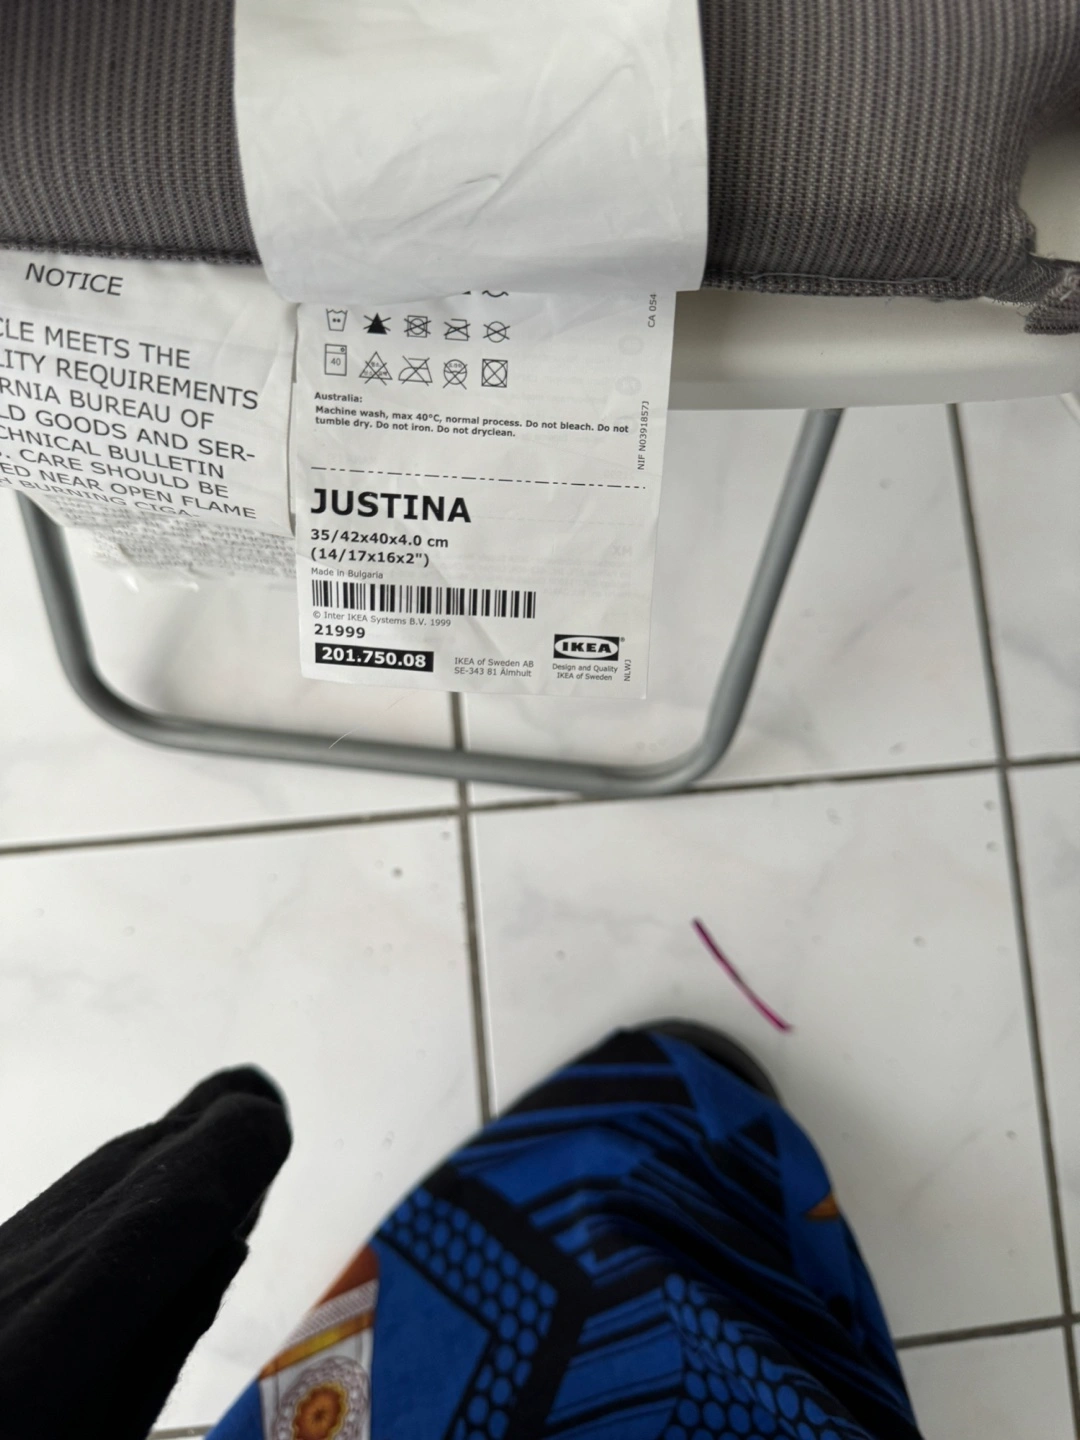 NOTICE
CLE MEETS THE
LITY REQUIREMENTS
RNIA BUREAU OF
LD GOODS AND SER-
CHNICAL BULLETIN
. CARE SHOULD BE
ED NEAR OPEN FLAME
H BURNING CIGA
40
Australia:
Machine wash, max 40°C, normal process. Do not bleach. Do not
tumble dry. Do not iron. Do not dryclean.
CA 054
NIF N0391857J
JUSTINA
35/42x40x4.0 cm
(14/17x16x2")
Made in Bulgaria
© Inter IKEA Systems B.V. 1999
21999
201.750.08
IKEA of Sweden AB
SE-343 81 Älmhult
IKEA®
Design and Quality
IKEA of Sweden
NLWJ